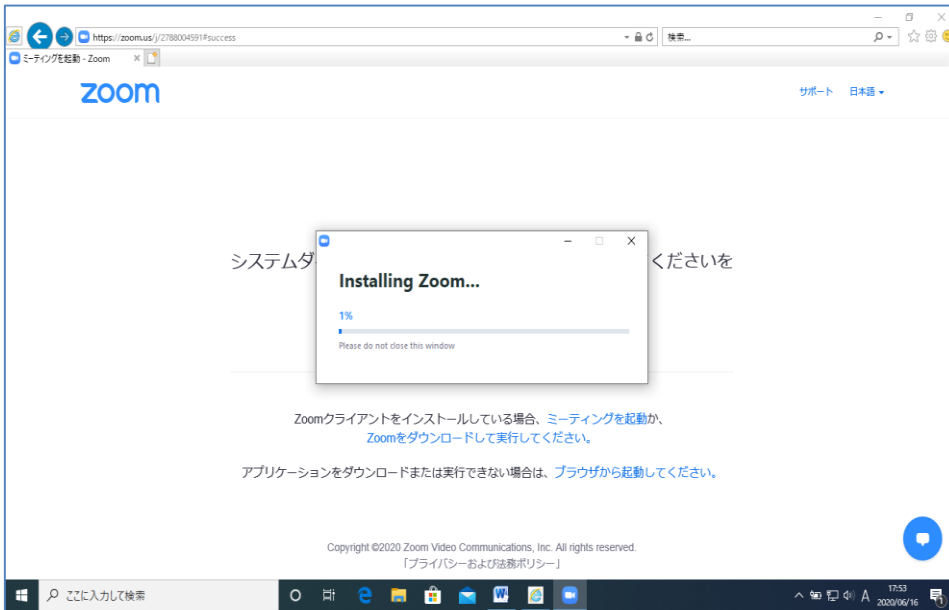 https://zoom.us/j/2788004591#success
検索...
ミーティングを起動 - Zoom
zoom
サポート 日本語
システムダ
くださいを
Installing Zoom...
1%
Please do not close this window
Zoomクライアントをインストールしている場合、ミーティングを起動か、
Zoomをダウンロードして実行してください。
アプリケーションをダウンロードまたは実行できない場合は、ブラウザから起動してください。
Copyright ©2020 Zoom Video Communications, Inc. All rights reserved.
「プライバシーおよび法務ポリシー」
ここに入力して検索
A
17:53
2020/06/16